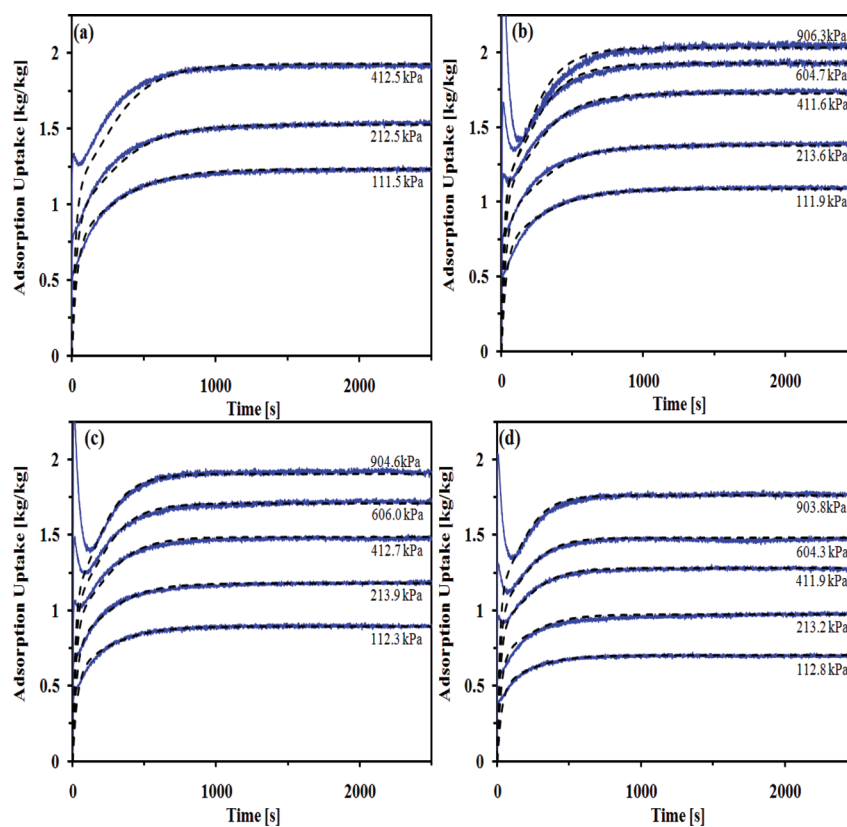 (a)
2
412.5 kPa
1.5
212.5 kPa
111.5 kPa
1
0.5
0
0 1000 2000
Time [s]
Adsorption Uptake [kg/kg]
(b)
906.3kPa
2
604.7 kPa
411.6 kPa
1.5
213.6 kPa
1
111.9 kPa
0.5
0
0 1000 2000
Time [s]
Adsorption Uptake [kg/kg]
(c)
904.6kPa
2
606.0 kPa
1.5
412.7 kPa
213.9 kPa
1
112.3 kPa
0.5
0
0 1000 2000
Time [s]
Adsorption Uptake [kg/kg]
(d)
2
903.8kPa
1.5
604.3 kPa
411.9 kPa
1
213.2 kPa
112.8 kPa
0.5
0
0 1000 2000
Time [s]
Adsorption Uptake [kg/kg]